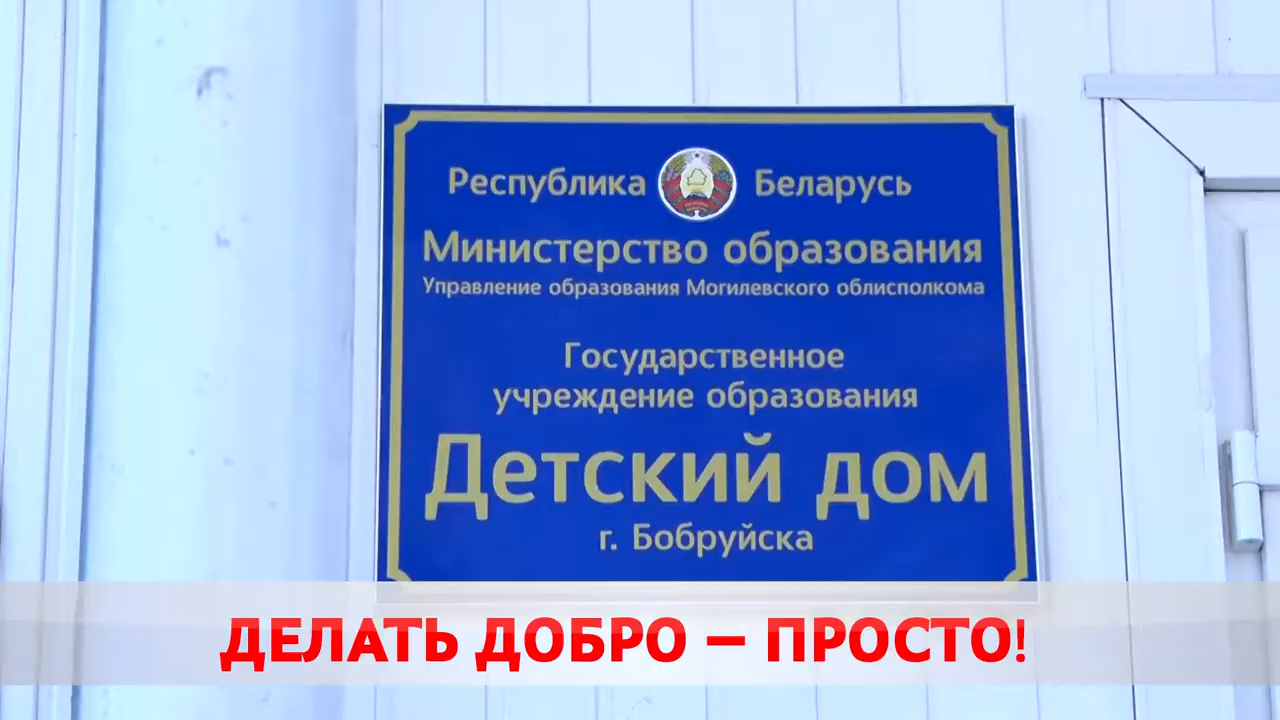 Республика Беларусь
Министерство образования
Управление образования Могилевского облисполкома
Государственное
учреждение образования
Детский дом
г. Бобруйска
ДЕЛАТЬ ДОБРО – ПРОСТО!